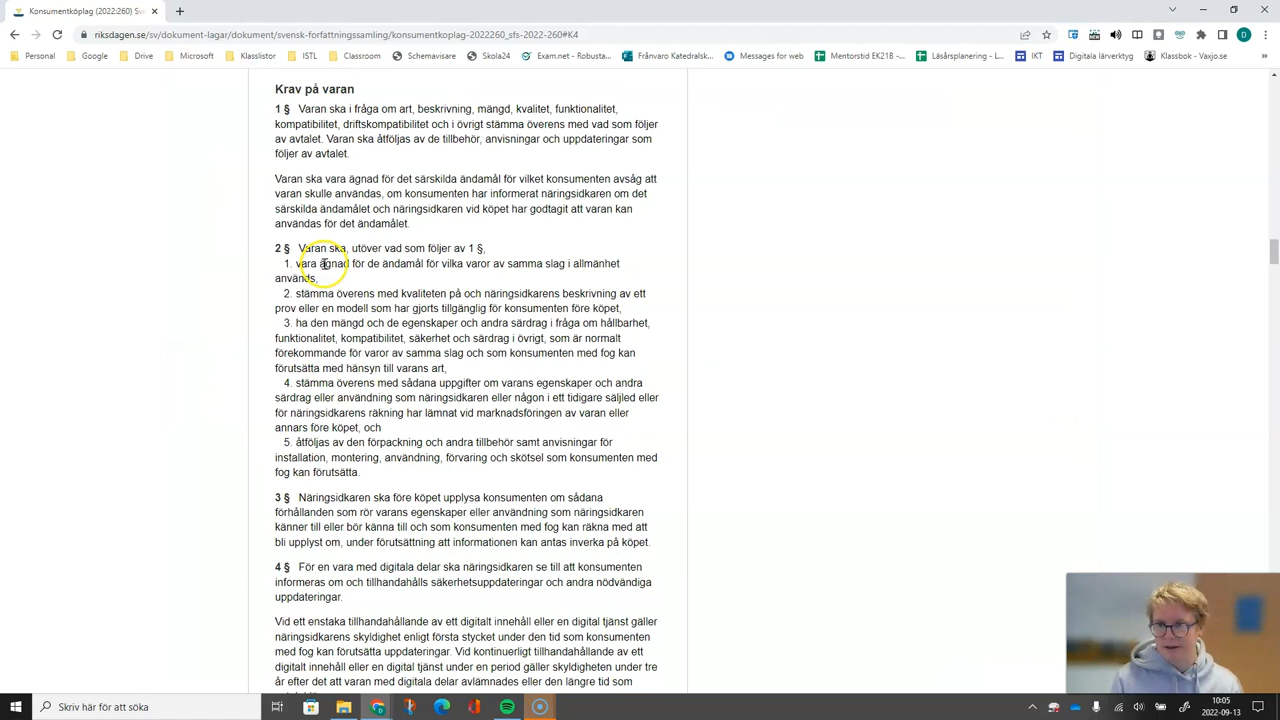 Konsumentköplag (2022:260) Sve
riksdagen.se/sv/dokument-lagar/dokument/svensk-forfattningssamling/konsumentkoplag-2022260_sfs-2022-260#K4
D
Personal Google Drive Microsoft Klasslistor ISTL Classroom Schemavisare Skola24 Exam.net - Robusta... Frånvaro Katedralsk... Messages for web Mentorstid EK21B -... Läsårsplanering -... IKT Digitala lärverktyg Klassbok - Vaxjo.se »
Krav på varan
1 § Varan ska i fråga om art, beskrivning, mängd, kvalitet, funktionalitet,
kompatibilitet, driftskompatibilitet och i övrigt stämma överens med vad som följer
av avtalet. Varan ska åtföljas av de tillbehör, anvisningar och uppdateringar som
följer av avtalet.
Varan ska vara ägnad för det särskilda ändamål för vilket konsumenten avsåg att
varan skulle användas, om konsumenten har informerat näringsidkaren om det
särskilda ändamålet och näringsidkaren vid köpet har godtagit att varan kan
användas för det ändamålet.
2 § Varan ska, utöver vad som följer av 1 §,
1. vara ägnad för de ändamål för vilka varor av samma slag i allmänhet
används,
2. stämma överens med kvaliteten på och näringsidkarens beskrivning av ett
prov eller en modell som har gjorts tillgänglig för konsumenten före köpet,
3. ha den mängd och de egenskaper och andra särdrag i fråga om hållbarhet,
funktionalitet, kompatibilitet, säkerhet och särdrag i övrigt, som är normalt
förekommande för varor av samma slag och som konsumenten med fog kan
förutsätta med hänsyn till varans art,
4. stämma överens med sådana uppgifter om varans egenskaper och andra
särdrag eller användning som näringsidkaren eller någon i ett tidigare säljled eller
för näringsidkarens räkning har lämnat vid marknadsföringen av varan eller
annars före köpet, och
5. åtföljas av den förpackning och andra tillbehör samt anvisningar för
installation, montering, användning, förvaring och skötsel som konsumenten med
fog kan förutsätta.
3 § Näringsidkaren ska före köpet upplysa konsumenten om sådana
förhållanden som rör varans egenskaper eller användning som näringsidkaren
känner till eller bör känna till och som konsumenten med fog kan räkna med att
bli upplyst om, under förutsättning att informationen kan antas inverka på köpet.
4 § För en vara med digitala delar ska näringsidkaren se till att konsumenten
informeras om och tillhandahålls säkerhetsuppdateringar och andra nödvändiga
uppdateringar.
Vid ett enstaka tillhandahållande av ett digitalt innehåll eller en digital tjänst gäller
näringsidkarens skyldighet enligt första stycket under den tid som konsumenten
med fog kan förutsätta uppdateringar. Vid kontinuerligt tillhandahållande av ett
digitalt innehåll eller en digital tjänst under en period gäller skyldigheten under tre
år efter det att varan med digitala delar avlämnades eller den längre tid som
Skriv här för att söka
10:05
2022-09-13